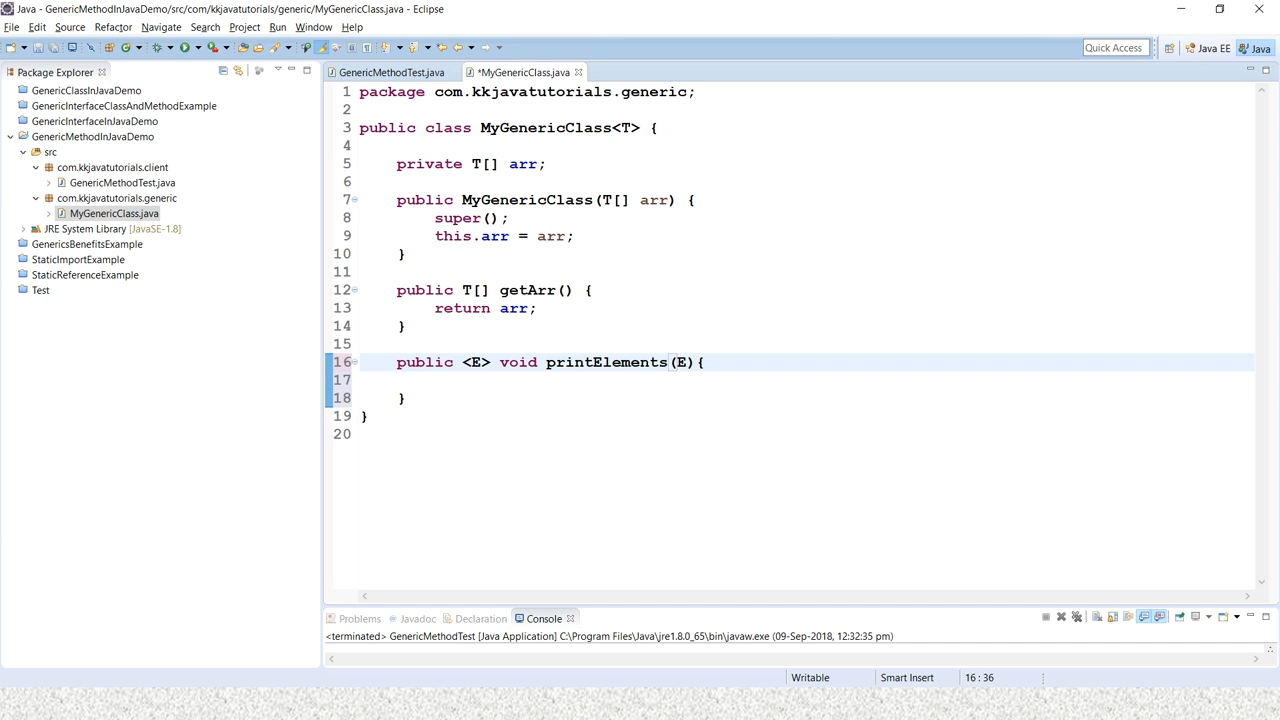 Java - GenericMethodInJavaDemo/src/com/kkjavatutorials/generic/MyGenericClass.java - Eclipse
File Edit Source Refactor Navigate Search Project Run Window Help
Quick Access Java EE Java
Package Explorer
GenericClassInJavaDemo
GenericInterfaceClassAndMethodExample
GenericInterfaceInJavaDemo
GenericMethodInJavaDemo
src
com.kkjavatutorials.client
GenericMethodTest.java
com.kkjavatutorials.generic
MyGenericClass.java
JRE System Library [JavaSE-1.8]
GenericsBenefitsExample
StaticImportExample
StaticReferenceExample
Test
GenericMethodTest.java *MyGenericClass.java
1 package com.kkjavatutorials.generic;
2
3 public class MyGenericClass<T> {
4
5 private T[] arr;
6
7 public MyGenericClass(T[] arr) {
8 super();
9 this.arr = arr;
10 }
11
12 public T[] getArr() {
13 return arr;
14 }
15
16 public <E> void printElements(E){
17
18 }
19 }
20
Problems Javadoc Declaration Console
<terminated> GenericMethodTest [Java Application] C:\Program Files\Java\jre1.8.0_65\bin\javaw.exe (09-Sep-2018, 12:32:35 pm)
Writable Smart Insert 16 : 36